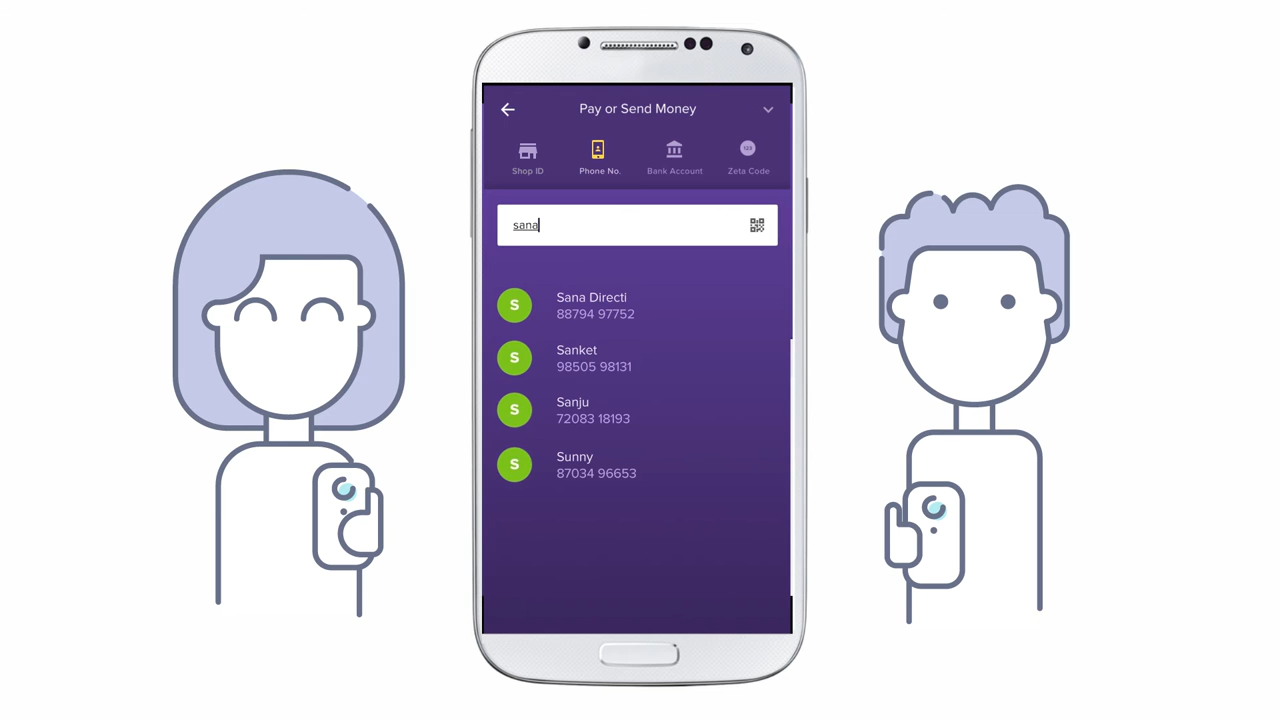 Pay or Send Money
Shop ID
Phone No.
Bank Account
123
Zeta Code
sana
S
Sana Directi
88794 97752
S
Sanket
98505 98131
S
Sanju
72083 18193
S
Sunny
87034 96653